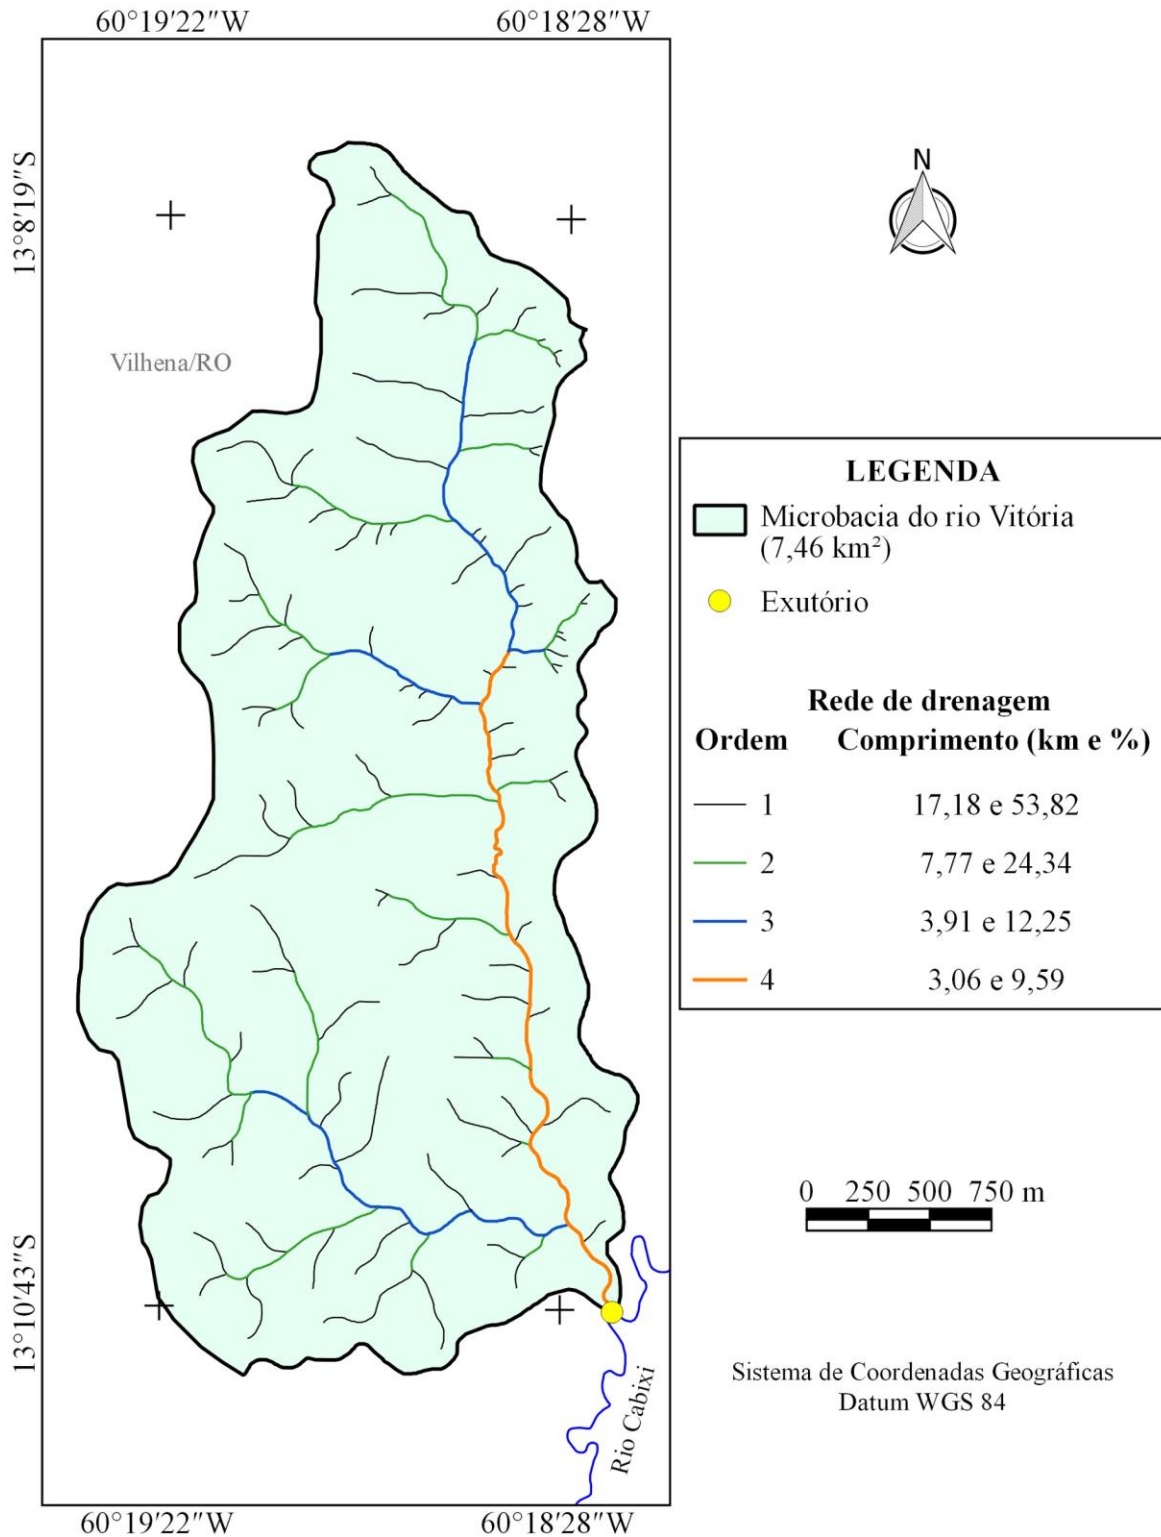 60°19′22″W 60°18′28″W
13°8′19″S
N
Vilhena/RO
LEGENDA
Microbacia do rio Vitória
(7,46 km²)
Exutório
Rede de drenagem
Ordem Comprimento (km e %)
1 17,18 e 53,82
2 7,77 e 24,34
3 3,91 e 12,25
4 3,06 e 9,59
0 250 500 750 m
13°10′43″S
Rio Cabixi
Sistema de Coordenadas Geográficas
Datum WGS 84
60°19′22″W 60°18′28″W